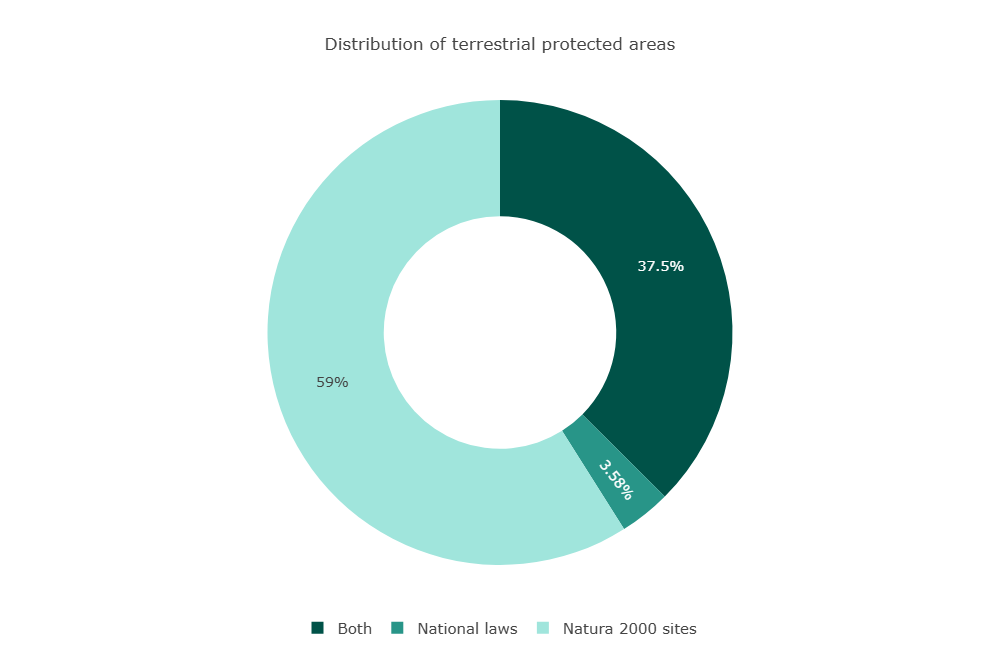 Distribution of terrestrial protected areas
37.5%
59%
3.58%
Both National laws Natura 2000 sites